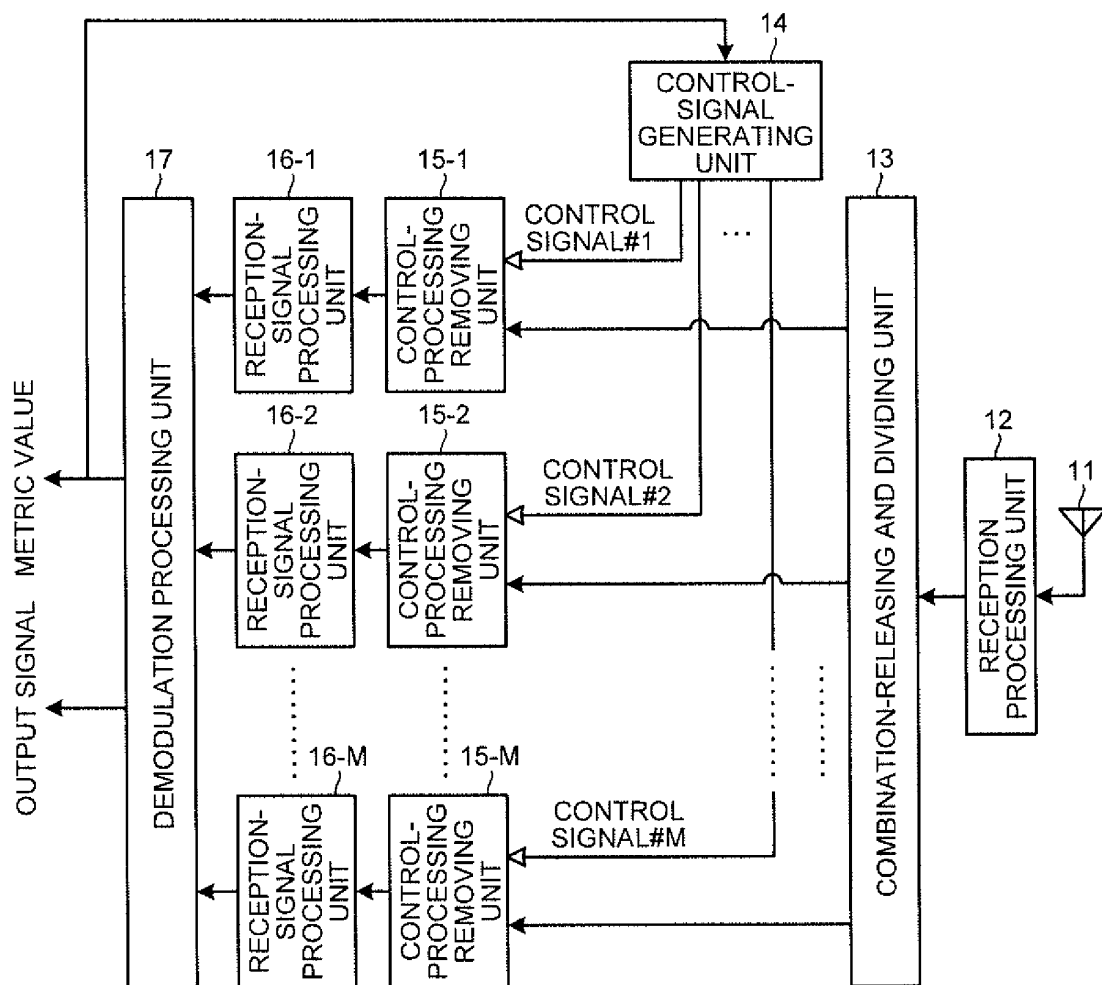 14
CONTROL-
SIGNAL
GENERATING
UNIT
17
16-1
15-1
13
DEMODULATION PROCESSING UNIT
RECEPTION-
SIGNAL
PROCESSING
UNIT
CONTROL-
PROCESSING
REMOVING
UNIT
CONTROL
SIGNAL#1
...
COMBINATION-RELEASING AND DIVIDING UNIT
16-2
15-2
RECEPTION-
SIGNAL
PROCESSING
UNIT
CONTROL-
PROCESSING
REMOVING
UNIT
CONTROL
SIGNAL#2
12
RECEPTION
PROCESSING UNIT
11
METRIC VALUE
OUTPUT SIGNAL
16-M
15-M
RECEPTION-
SIGNAL
PROCESSING
UNIT
CONTROL-
PROCESSING
REMOVING
UNIT
CONTROL
SIGNAL#M